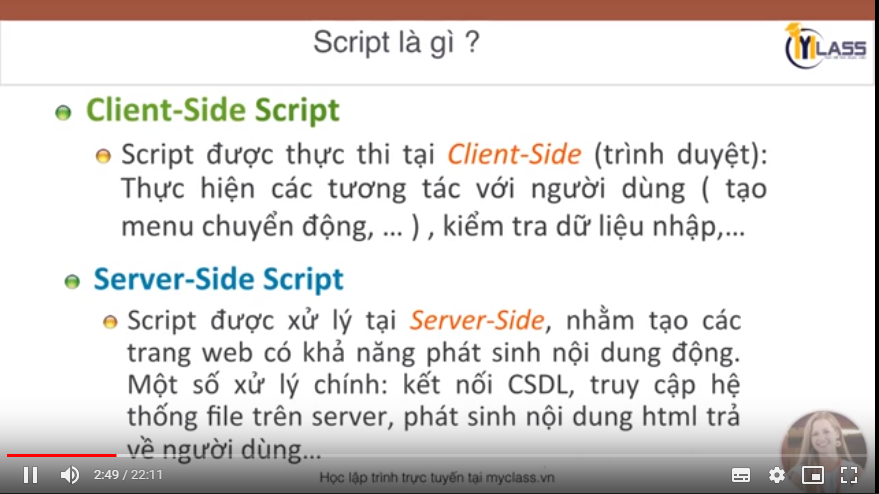 Script là gì ?
MYCLASS
Client-Side Script
Script được thực thi tại Client-Side (trình duyệt):
Thực hiện các tương tác với người dùng ( tạo
menu chuyển động, ... ) , kiểm tra dữ liệu nhập,...
Server-Side Script
Script được xử lý tại Server-Side, nhằm tạo các
trang web có khả năng phát sinh nội dung động.
Một số xử lý chính: kết nối CSDL, truy cập hệ
thống file trên server, phát sinh nội dung html trả
về người dùng...
2:49 / 22:11
Học lập trình trực tuyến tại myclass.vn